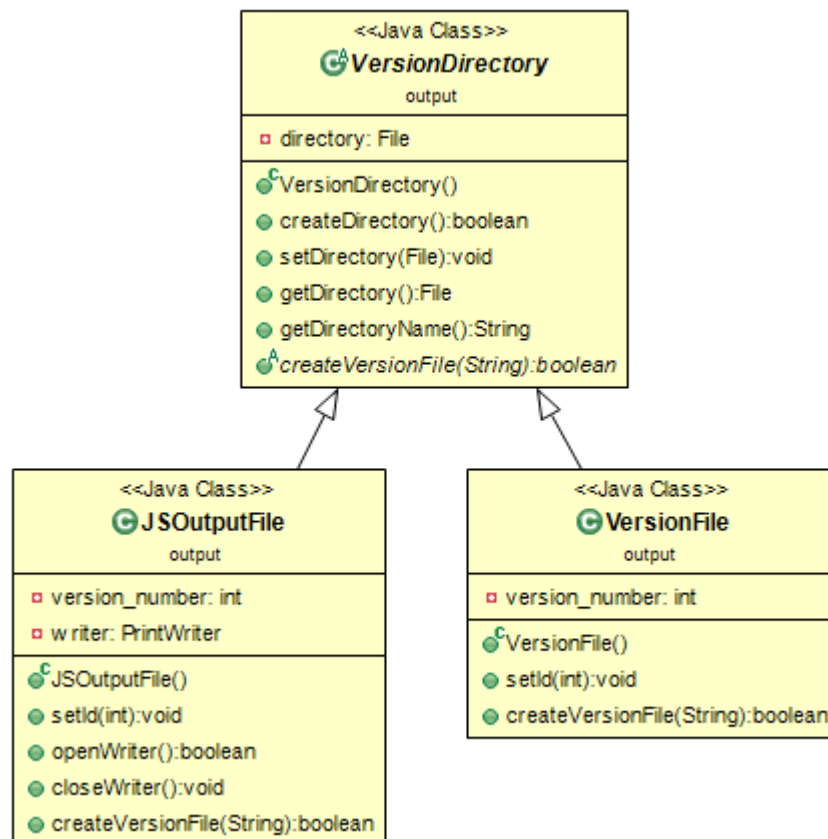 <<Java Class>>
VersionDirectory
output
directory: File
VersionDirectory()
createDirectory():boolean
setDirectory(File):void
getDirectory():File
getDirectoryName():String
createVersionFile(String):boolean
<<Java Class>>
JSOutputFile
output
version_number: int
writer: PrintWriter
JSOutputFile()
setId(int):void
openWriter():boolean
closeWriter():void
createVersionFile(String):boolean
<<Java Class>>
VersionFile
output
version_number: int
VersionFile()
setId(int):void
createVersionFile(String):boolean